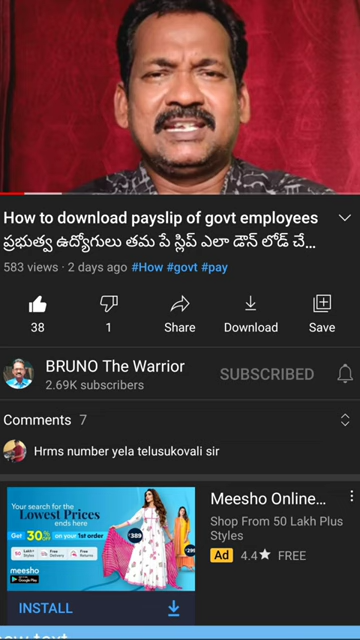 How to download payslip of govt employees
ప్రభుత్వ ఉద్యోగులు తమ పే స్లిప్ ఎలా డౌన్ లోడ్ చే...
583 views · 2 days ago #How #govt #pay
38
1
Share
Download
Save
BRUNO The Warrior
2.69K subscribers
SUBSCRIBED
Comments 7
Hrms number yela telusukovali sir
Your search for the
Lowest Prices
ends here
Get 30% on your 1st order
50 Lakh+ Styles
Free Delivery
Free Returns
₹389
meesho
Google Play
Meesho Online...
Shop From 50 Lakh Plus
Styles
Ad 4.4★ FREE
INSTALL